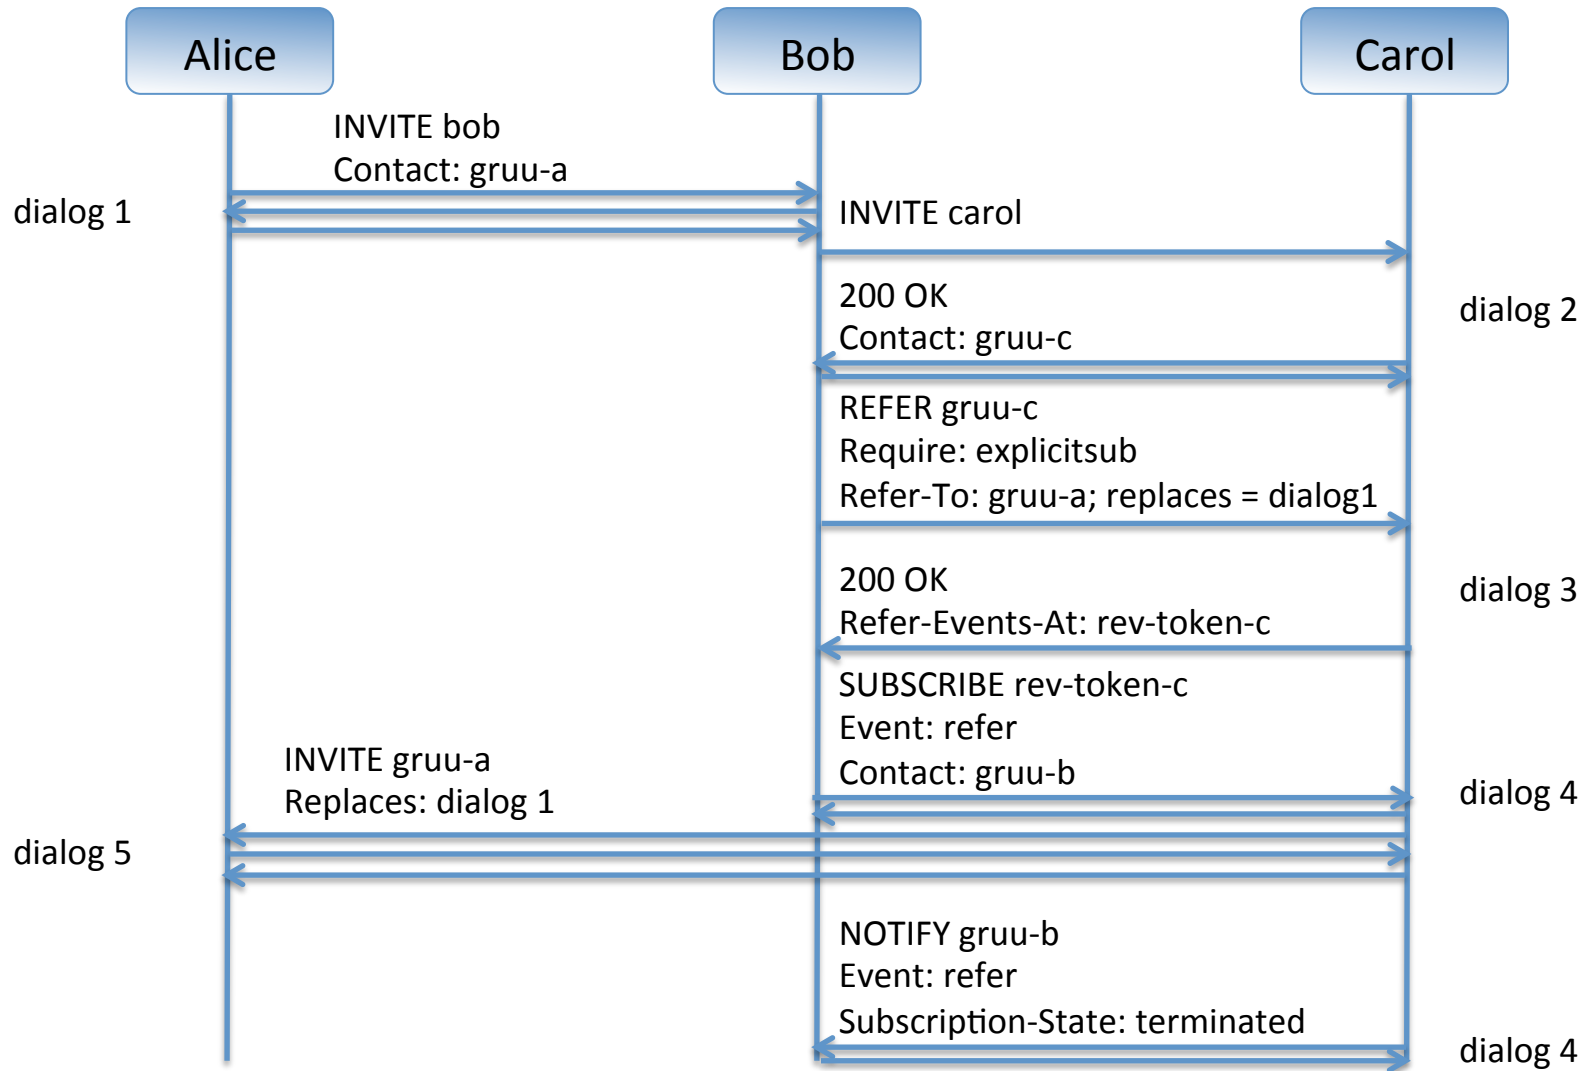 Alice
Bob
Carol
INVITE bob
Contact: gruu-a
dialog 1
INVITE carol
200 OK
Contact: gruu-c
dialog 2
REFER gruu-c
Require: explicitsub
Refer-To: gruu-a; replaces = dialog1
200 OK
Refer-Events-At: rev-token-c
dialog 3
SUBSCRIBE rev-token-c
Event: refer
Contact: gruu-b
dialog 4
INVITE gruu-a
Replaces: dialog 1
dialog 5
NOTIFY gruu-b
Event: refer
Subscription-State: terminated
dialog 4